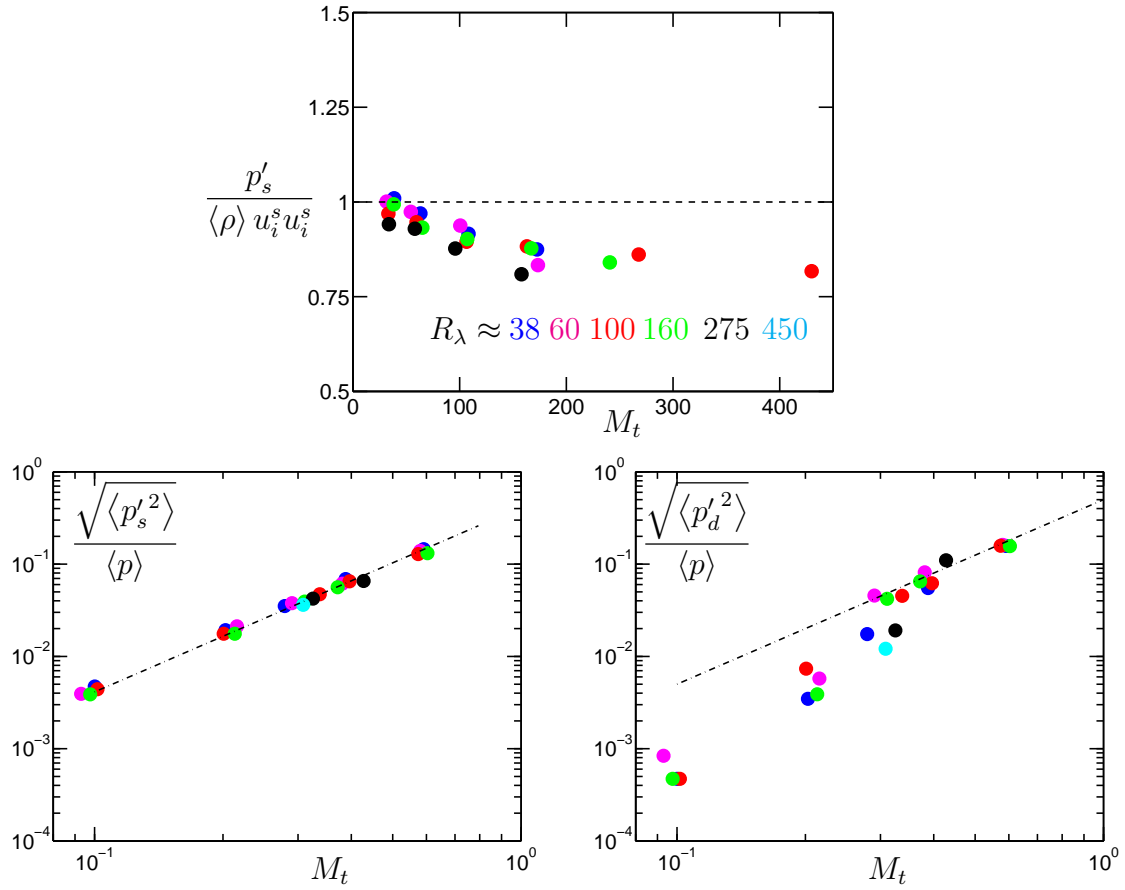 1.5
1.25
p′_s / ⟨ρ⟩ u_i^s u_i^s
1
0.75
R_λ ≈ 38 60 100 160 275 450
0.5
0 100 200 300 400
M_t
10^0
√⟨p′_s^2⟩ / ⟨p⟩
10^−1
10^−2
10^−3
10^−4
10^−1 M_t 10^0
10^0
√⟨p′_d^2⟩ / ⟨p⟩
10^−1
10^−2
10^−3
10^−4
10^−1 M_t 10^0